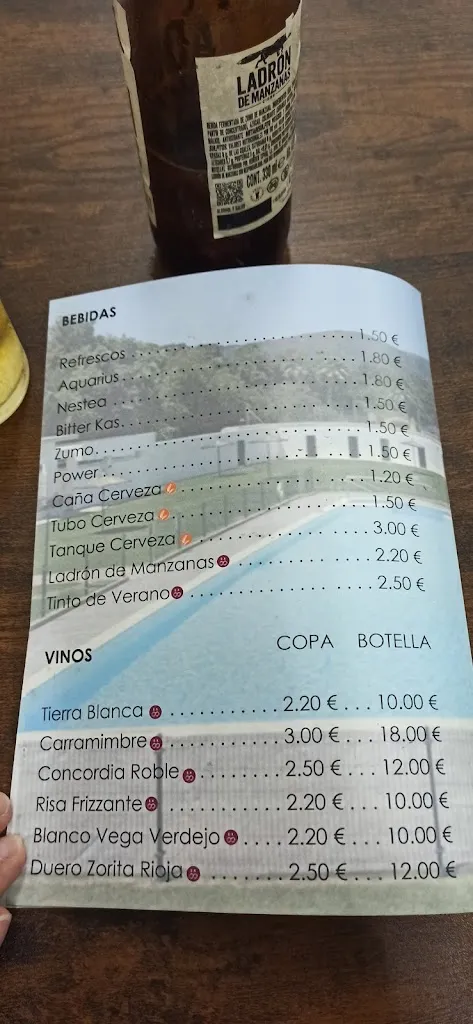 LADRÓN
DE MANZANAS
CONT. 330 ml
BEBIDAS
Refrescos . . . . . . . . . . . . . . . . . . . . . . . . . . 1.50 €
Aquarius . . . . . . . . . . . . . . . . . . . . . . . . . . 1.80 €
Nestea . . . . . . . . . . . . . . . . . . . . . . . . . . . . 1.80 €
Bitter Kas. . . . . . . . . . . . . . . . . . . . . . . . . . . 1.50 €
Zumo. . . . . . . . . . . . . . . . . . . . . . . . . . . . . . 1.50 €
Power . . . . . . . . . . . . . . . . . . . . . . . . . . . . . 1.50 €
Caña Cerveza . . . . . . . . . . . . . . . . . . . . . 1.20 €
Tubo Cerveza . . . . . . . . . . . . . . . . . . . . . 1.50 €
Tanque Cerveza . . . . . . . . . . . . . . . . . . . 3.00 €
Ladrón de Manzanas . . . . . . . . . . . . . . . 2.20 €
Tinto de Verano . . . . . . . . . . . . . . . . . . . 2.50 €
VINOS COPA BOTELLA
Tierra Blanca . . . . . . . . . . 2.20 € . . . 10.00 €
Carramimbre . . . . . . . . . . 3.00 € . . . 18.00 €
Concordia Roble . . . . . . . . 2.50 € . . . 12.00 €
Risa Frizzante . . . . . . . . . . 2.20 € . . . 10.00 €
Blanco Vega Verdejo . . . . 2.20 € . . . 10.00 €
Duero Zorita Rioja . . . . . . . 2.50 € . . . 12.00 €